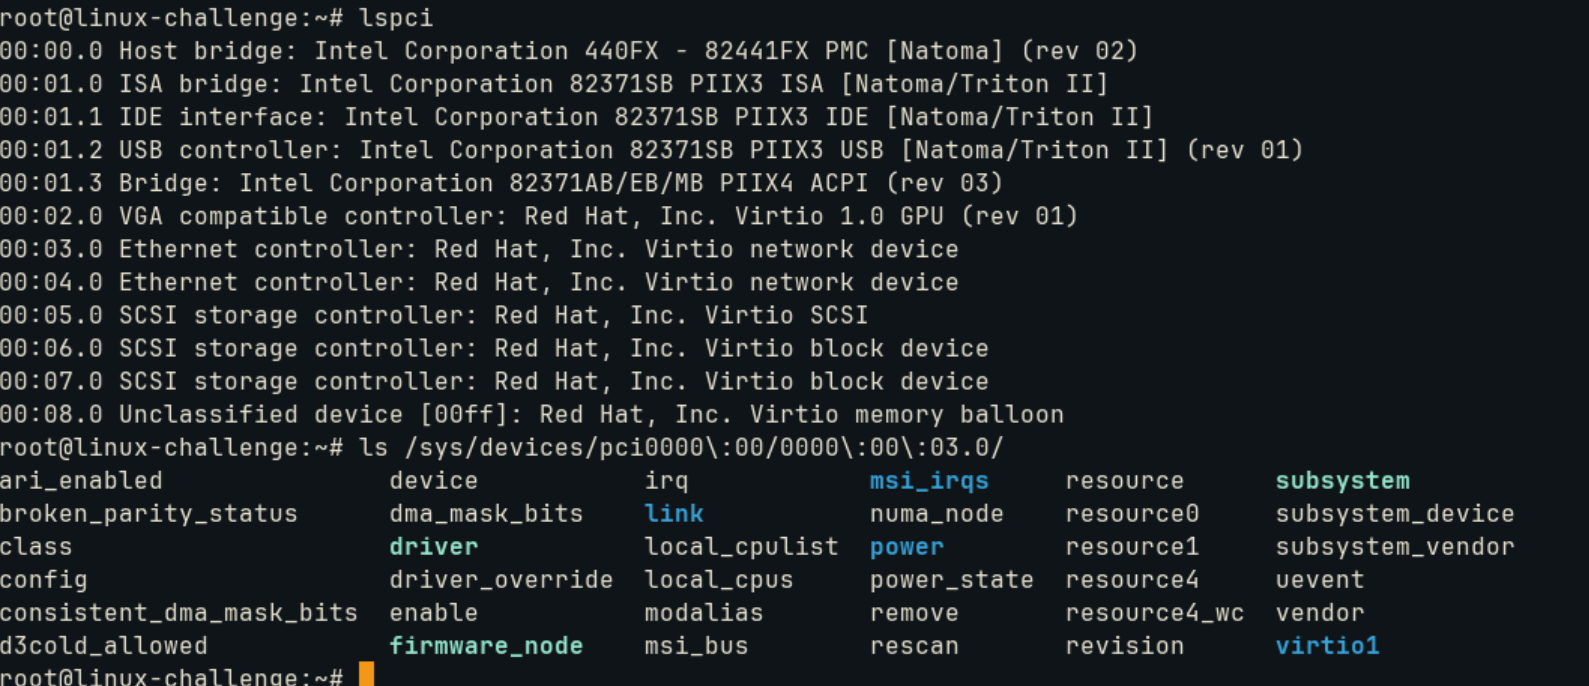 root@linux-challenge:~# lspci
00:00.0 Host bridge: Intel Corporation 440FX - 82441FX PMC [Natoma] (rev 02)
00:01.0 ISA bridge: Intel Corporation 82371SB PIIX3 ISA [Natoma/Triton II]
00:01.1 IDE interface: Intel Corporation 82371SB PIIX3 IDE [Natoma/Triton II]
00:01.2 USB controller: Intel Corporation 82371SB PIIX3 USB [Natoma/Triton II] (rev 01)
00:01.3 Bridge: Intel Corporation 82371AB/EB/MB PIIX4 ACPI (rev 03)
00:02.0 VGA compatible controller: Red Hat, Inc. Virtio 1.0 GPU (rev 01)
00:03.0 Ethernet controller: Red Hat, Inc. Virtio network device
00:04.0 Ethernet controller: Red Hat, Inc. Virtio network device
00:05.0 SCSI storage controller: Red Hat, Inc. Virtio SCSI
00:06.0 SCSI storage controller: Red Hat, Inc. Virtio block device
00:07.0 SCSI storage controller: Red Hat, Inc. Virtio block device
00:08.0 Unclassified device [00ff]: Red Hat, Inc. Virtio memory balloon
root@linux-challenge:~# ls /sys/devices/pci0000\:00/0000\:00\:03.0/
ari_enabled device irq msi_irqs resource subsystem
broken_parity_status dma_mask_bits link numa_node resource0 subsystem_device
class driver local_cpulist power resource1 subsystem_vendor
config driver_override local_cpus power_state resource4 uevent
consistent_dma_mask_bits enable modalias remove resource4_wc vendor
d3cold_allowed firmware_node msi_bus rescan revision virtio1
root@linux-challenge:~#